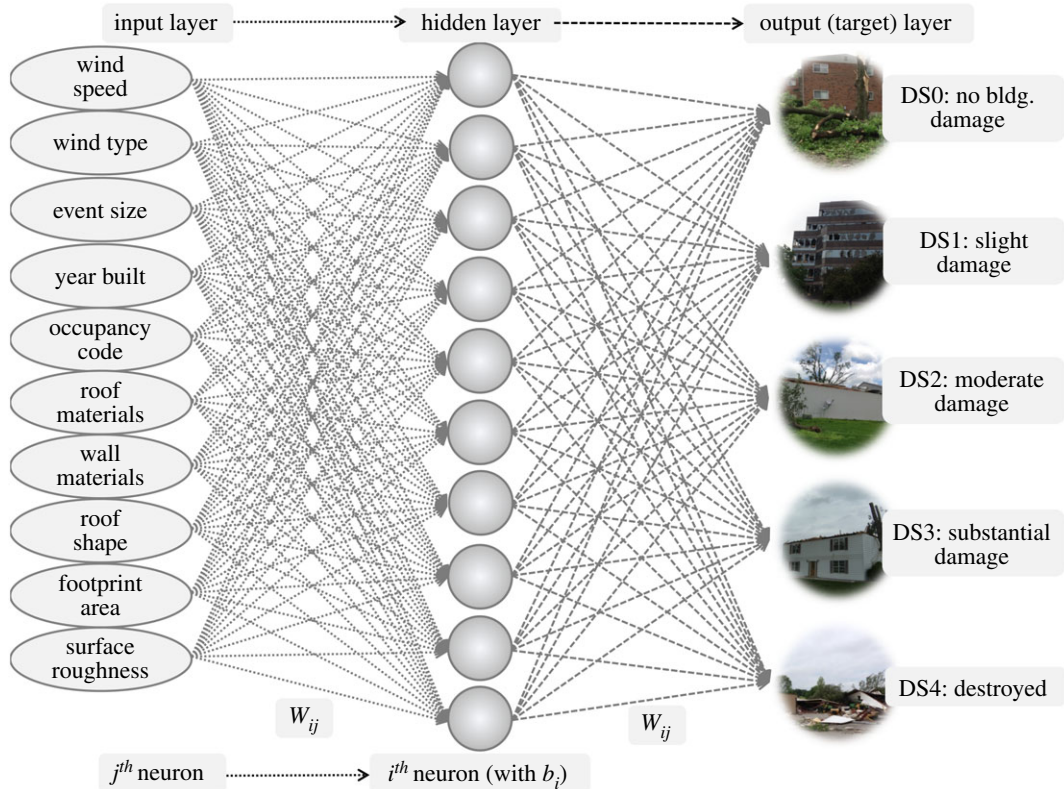 input layer
hidden layer
output (target) layer
wind
speed
wind type
event size
year built
occupancy
code
roof
materials
wall
materials
roof
shape
footprint
area
surface
roughness
DS0: no bldg.
damage
DS1: slight
damage
DS2: moderate
damage
DS3: substantial
damage
DS4: destroyed
W_ij
W_ij
j^th neuron
i^th neuron (with b_i)